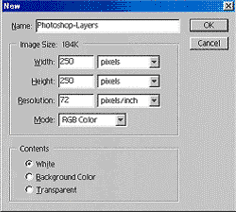 New
Name: Photoshop-Layers
OK
Cancel
Image Size: 184K
Width: 250 pixels
Height: 250 pixels
Resolution: 72 pixels/inch
Mode: RGB Color
Contents
White
Background Color
Transparent